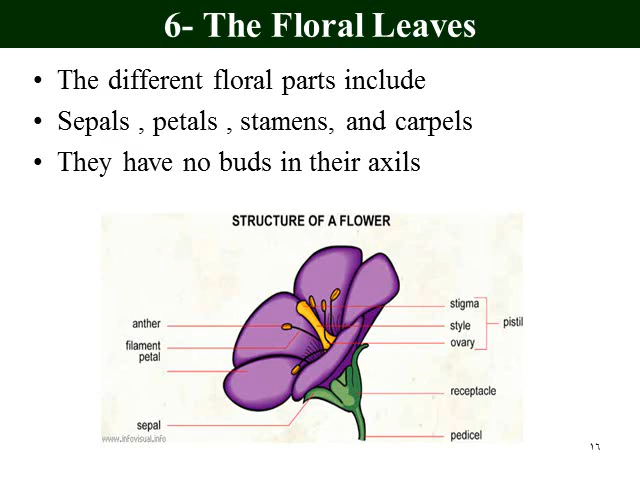 6- The Floral Leaves
• The different floral parts include
• Sepals , petals , stamens, and carpels
• They have no buds in their axils
STRUCTURE OF A FLOWER
anther
filament
petal
sepal
stigma
style
ovary
pistil
receptacle
pedicel
www.infovisual.info
١٦